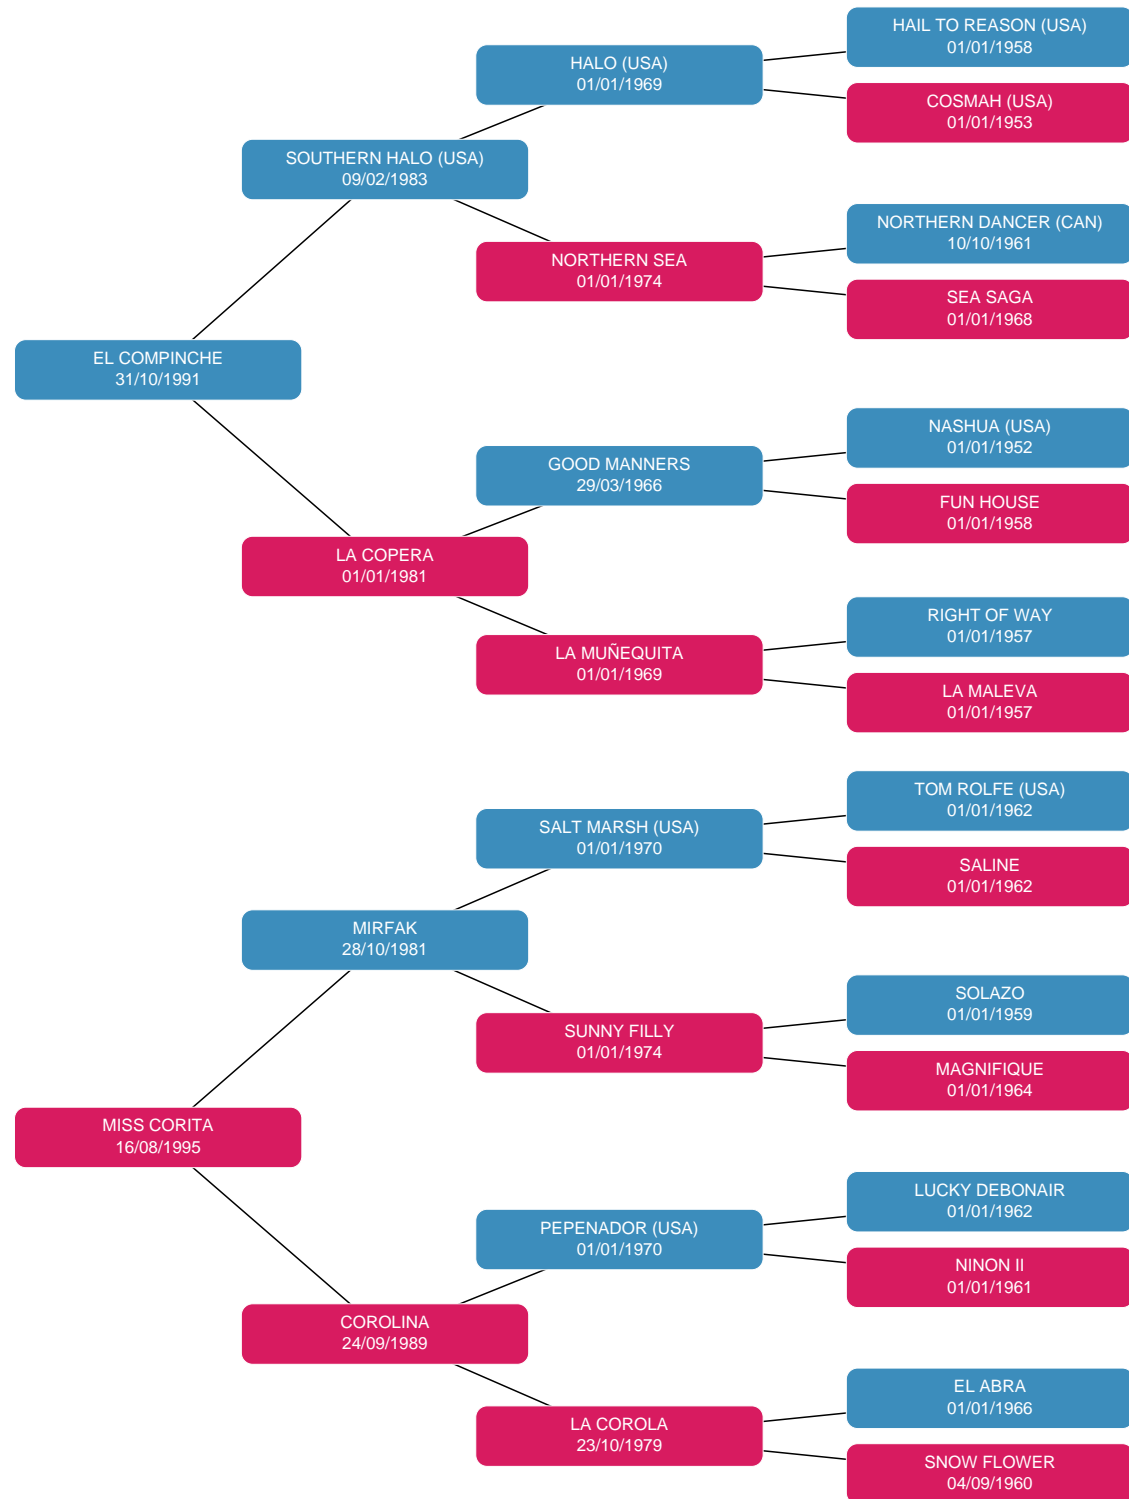 HAIL TO REASON (USA)
01/01/1958
HALO (USA)
01/01/1969
COSMAH (USA)
01/01/1953
SOUTHERN HALO (USA)
09/02/1983
NORTHERN DANCER (CAN)
10/10/1961
NORTHERN SEA
01/01/1974
SEA SAGA
01/01/1968
EL COMPINCHE
31/10/1991
NASHUA (USA)
01/01/1952
GOOD MANNERS
29/03/1966
FUN HOUSE
01/01/1958
LA COPERA
01/01/1981
RIGHT OF WAY
01/01/1957
LA MUÑEQUITA
01/01/1969
LA MALEVA
01/01/1957
TOM ROLFE (USA)
01/01/1962
SALT MARSH (USA)
01/01/1970
SALINE
01/01/1962
MIRFAK
28/10/1981
SOLAZO
01/01/1959
SUNNY FILLY
01/01/1974
MAGNIFIQUE
01/01/1964
MISS CORITA
16/08/1995
LUCKY DEBONAIR
01/01/1962
PEPENADOR (USA)
01/01/1970
NINON II
01/01/1961
COROLINA
24/09/1989
EL ABRA
01/01/1966
LA COROLA
23/10/1979
SNOW FLOWER
04/09/1960